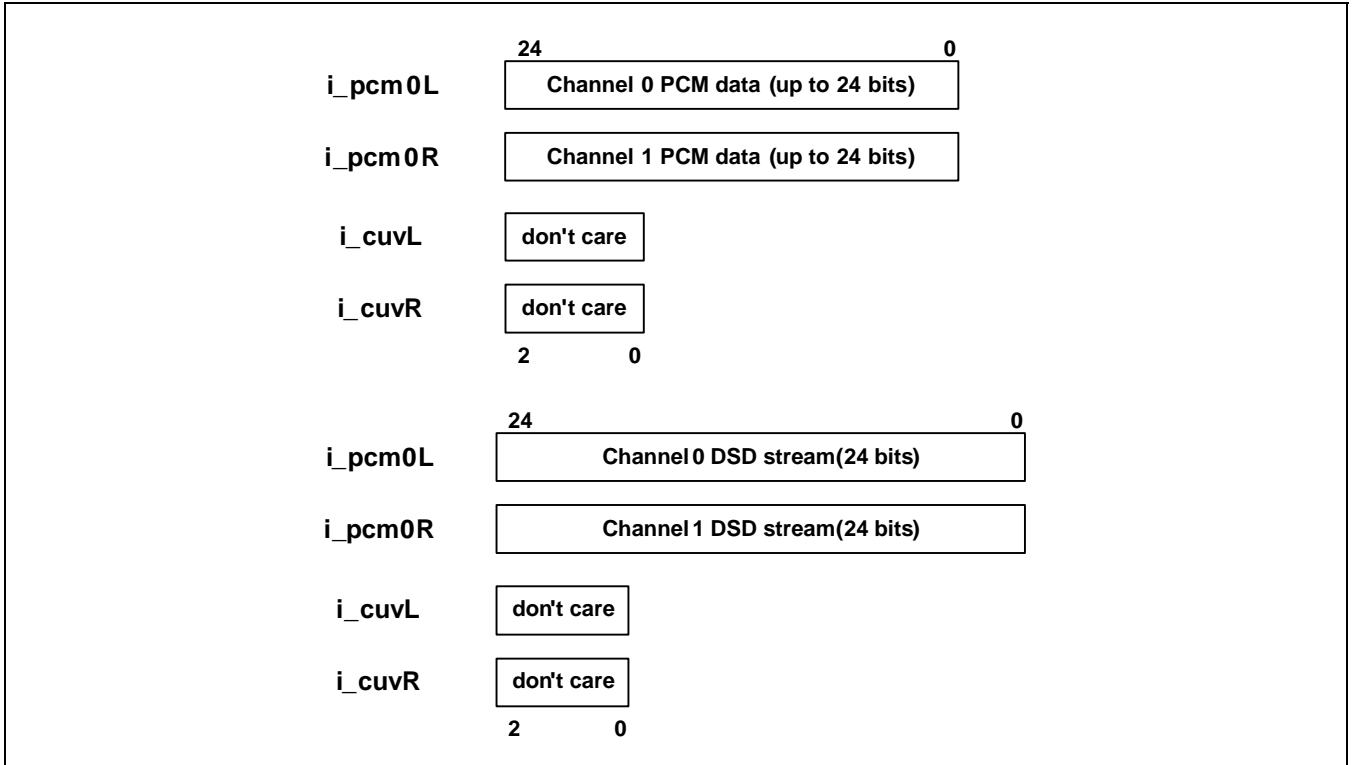 24 0
i_pcm0L Channel 0 PCM data (up to 24 bits)
i_pcm0R Channel 1 PCM data (up to 24 bits)
i_cuvL don't care
i_cuvR don't care
2 0
24 0
i_pcm0L Channel 0 DSD stream(24 bits)
i_pcm0R Channel 1 DSD stream(24 bits)
i_cuvL don't care
i_cuvR don't care
2 0